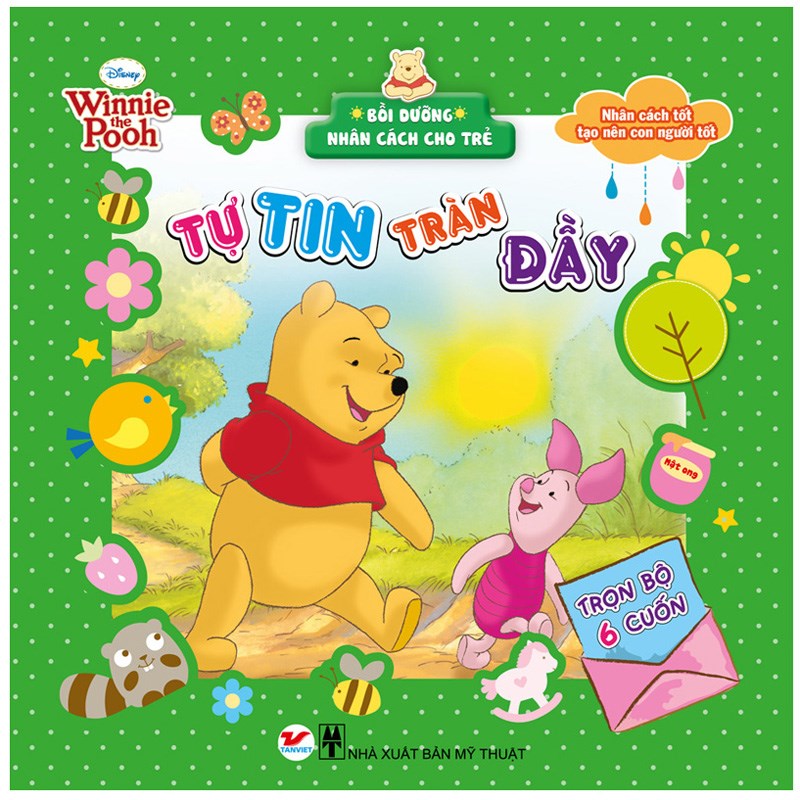 Disney
Winnie
the
Pooh
BỒI DƯỠNG
NHÂN CÁCH CHO TRẺ
Nhân cách tốt
tạo nên con người tốt
TỰ TIN TRÀN
DẦY
Mật ong
TRỌN BỘ
6 CUỐN
TANVIET
NHÀ XUẤT BẢN MỸ THUẬT